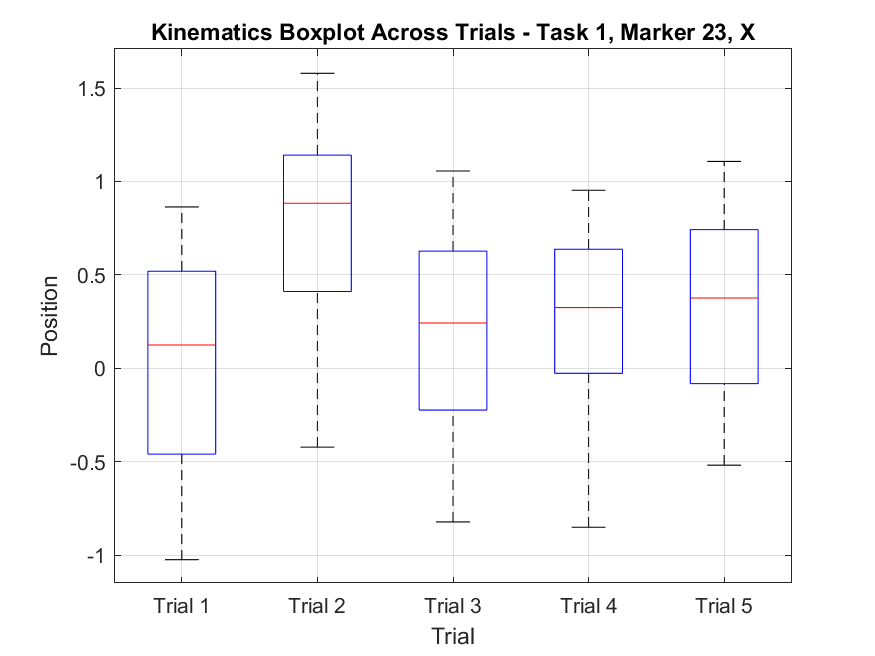 Kinematics Boxplot Across Trials - Task 1, Marker 23, X
Position
1.5
1
0.5
0
-0.5
-1
Trial 1 Trial 2 Trial 3 Trial 4 Trial 5
Trial